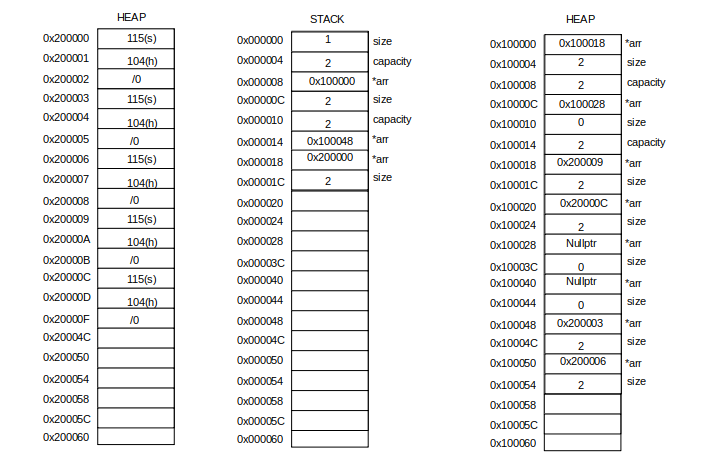 HEAP
0x200000 115(s)
0x200001 104(h)
0x200002 /0
0x200003 115(s)
0x200004 104(h)
0x200005 /0
0x200006 115(s)
0x200007 104(h)
0x200008 /0
0x200009 115(s)
0x20000A 104(h)
0x20000B /0
0x20000C 115(s)
0x20000D 104(h)
0x20000F /0
0x20004C
0x200050
0x200054
0x200058
0x20005C
0x200060
STACK
0x000000 1 size
0x000004 2 capacity
0x000008 0x100000 *arr
0x00000C 2 size
0x000010 2 capacity
0x000014 0x100048 *arr
0x000018 0x200000 *arr
0x00001C 2 size
0x000020
0x000024
0x000028
0x00003C
0x000040
0x000044
0x000048
0x00004C
0x000050
0x000054
0x000058
0x00005C
0x000060
HEAP
0x100000 0x100018 *arr
0x100004 2 size
0x100008 2 capacity
0x10000C 0x100028 *arr
0x100010 0 size
0x100014 2 capacity
0x100018 0x200009 *arr
0x10001C 2 size
0x100020 0x20000C *arr
0x100024 2 size
0x100028 Nullptr *arr
0x10003C 0 size
0x100040 Nullptr *arr
0x100044 0 size
0x100048 0x200003 *arr
0x10004C 2 size
0x100050 0x200006 *arr
0x100054 2 size
0x100058
0x10005C
0x100060